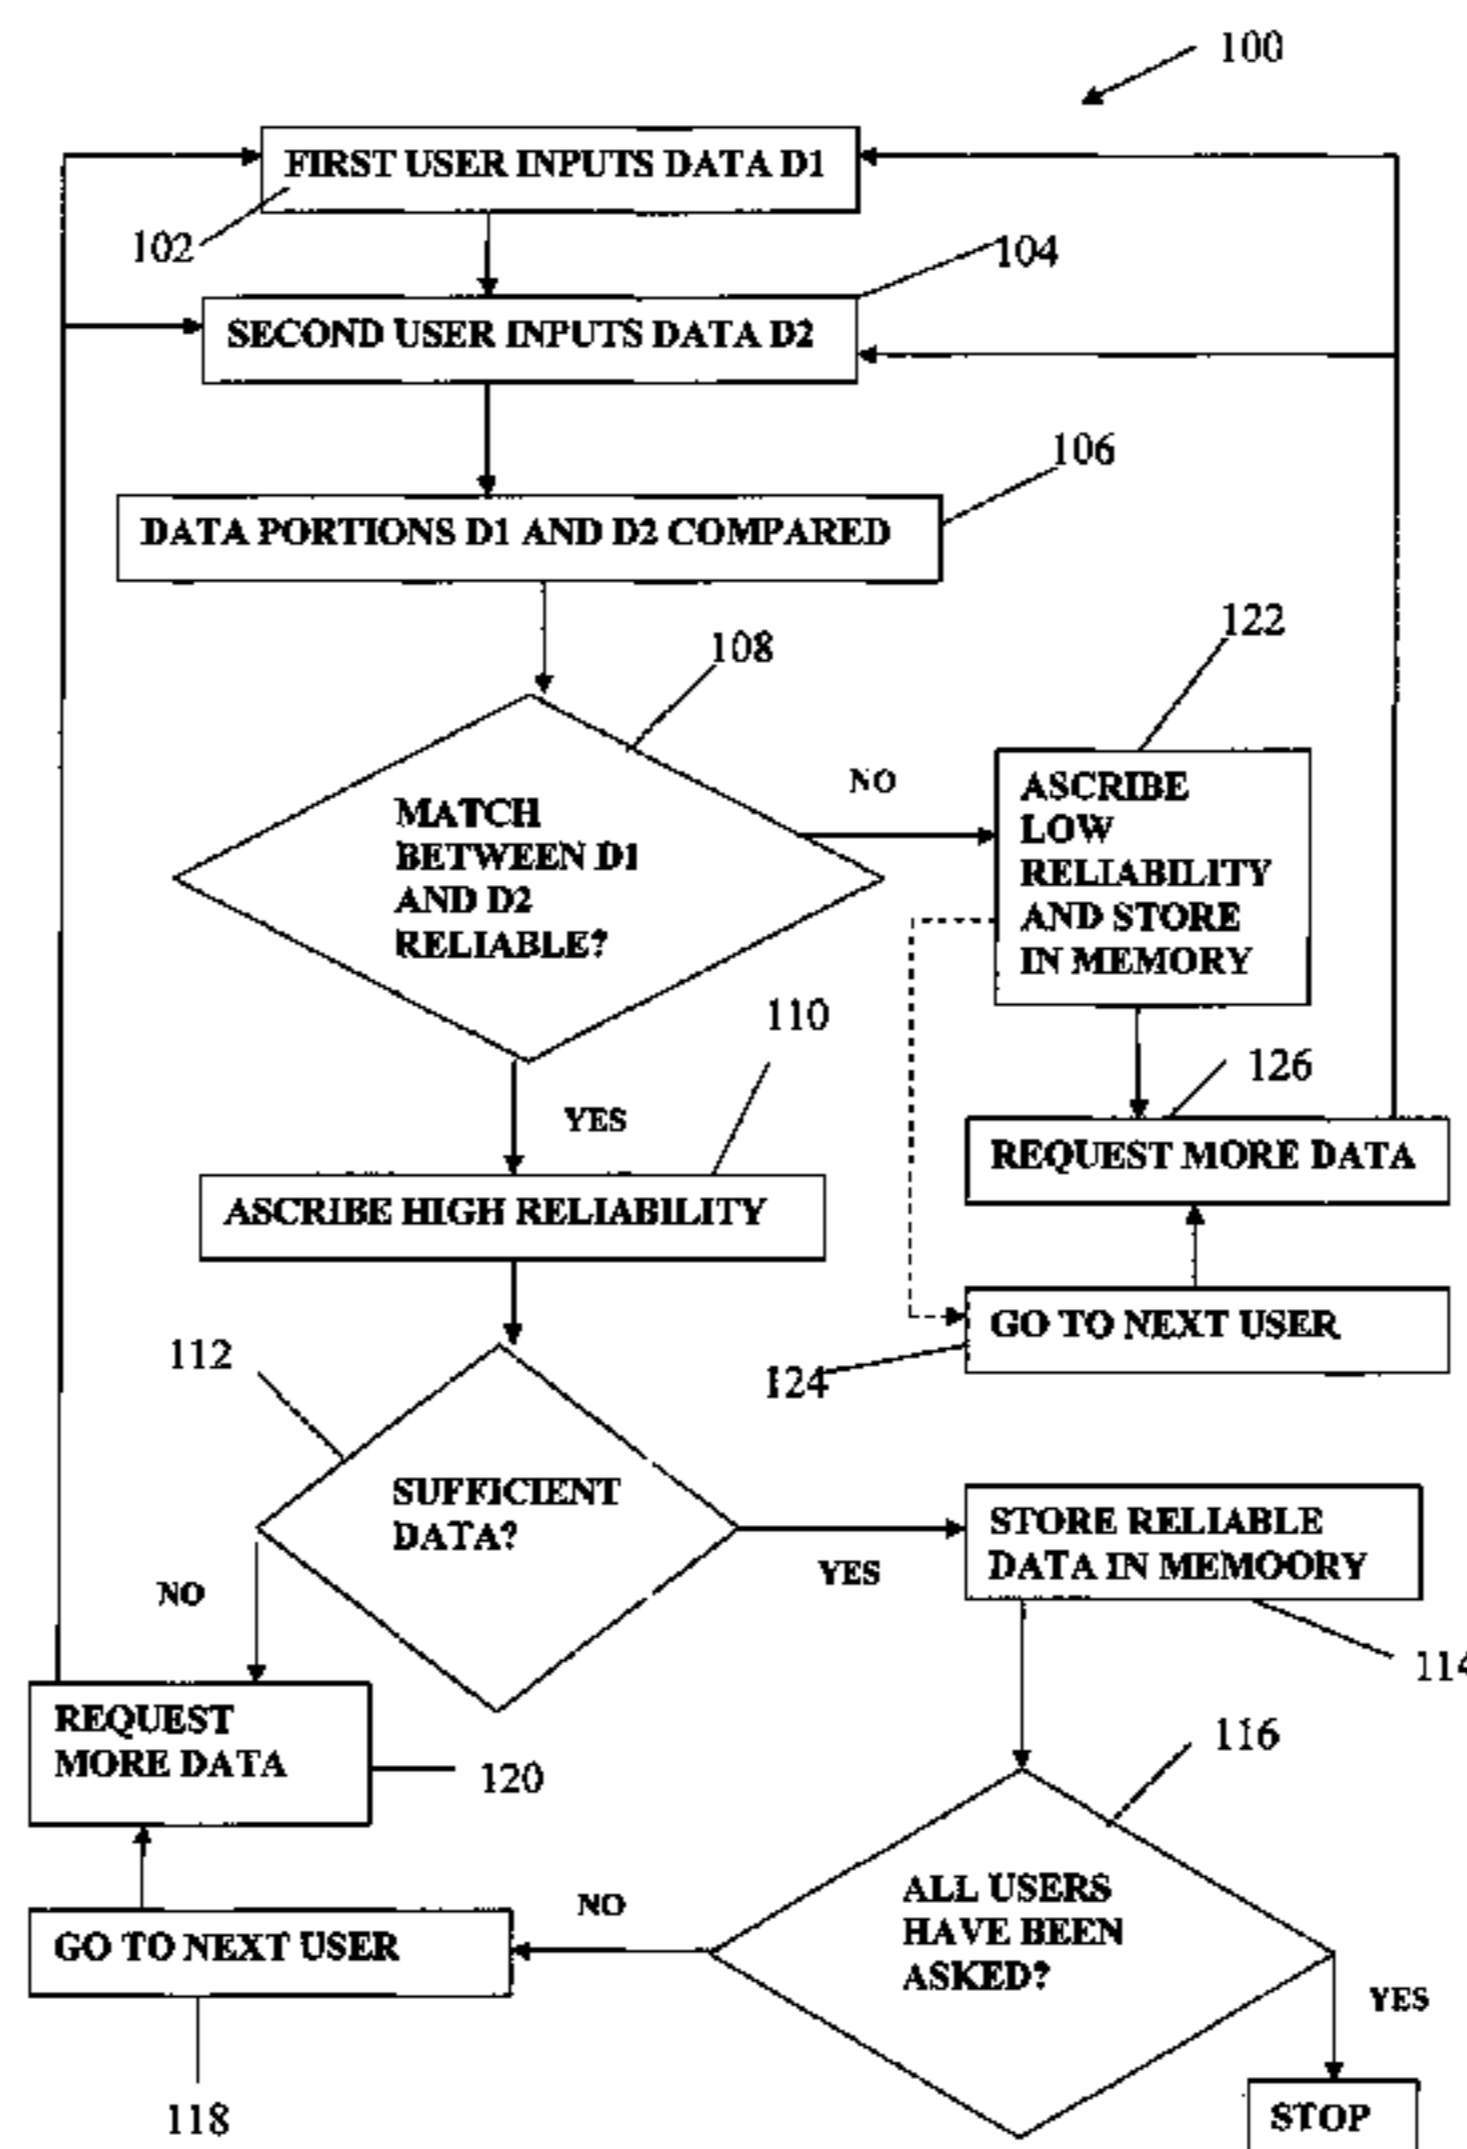 100
FIRST USER INPUTS DATA D1
102
104
SECOND USER INPUTS DATA D2
106
DATA PORTIONS D1 AND D2 COMPARED
108
122
MATCH
BETWEEN D1
AND D2
RELIABLE?
NO
ASCRIBE
LOW
RELIABILITY
AND STORE
IN MEMORY
110
YES
126
REQUEST MORE DATA
ASCRIBE HIGH RELIABILITY
GO TO NEXT USER
124
112
SUFFICIENT
DATA?
NO
YES
STORE RELIABLE
DATA IN MEMOORY
114
REQUEST
MORE DATA
120
116
ALL USERS
HAVE BEEN
ASKED?
NO
GO TO NEXT USER
118
YES
STOP